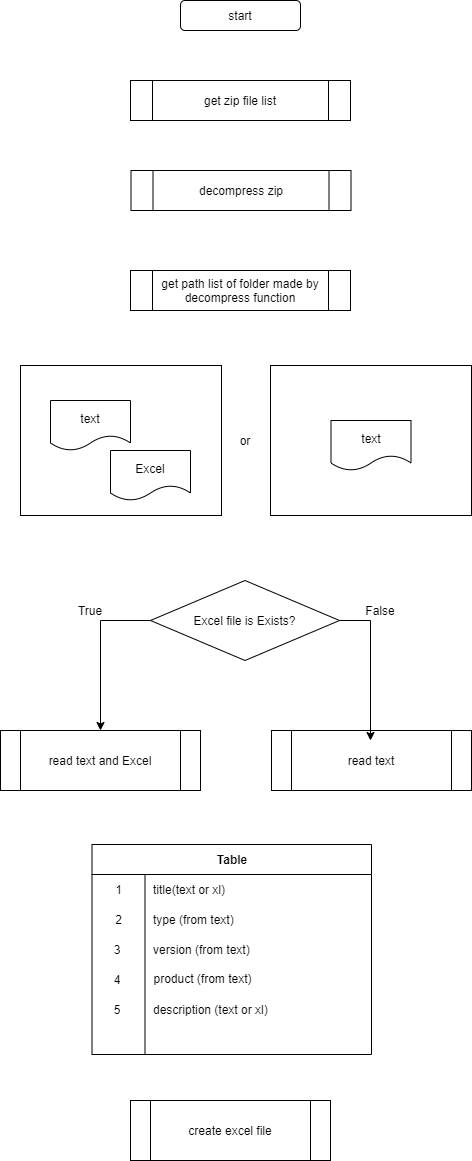 start
get zip file list
decompress zip
get path list of folder made by
decompress function
text
Excel
or
text
Excel file is Exists?
True
False
read text and Excel
read text
Table
1 title(text or xl)
2 type (from text)
3 version (from text)
4 product (from text)
5 description (text or xl)
create excel file